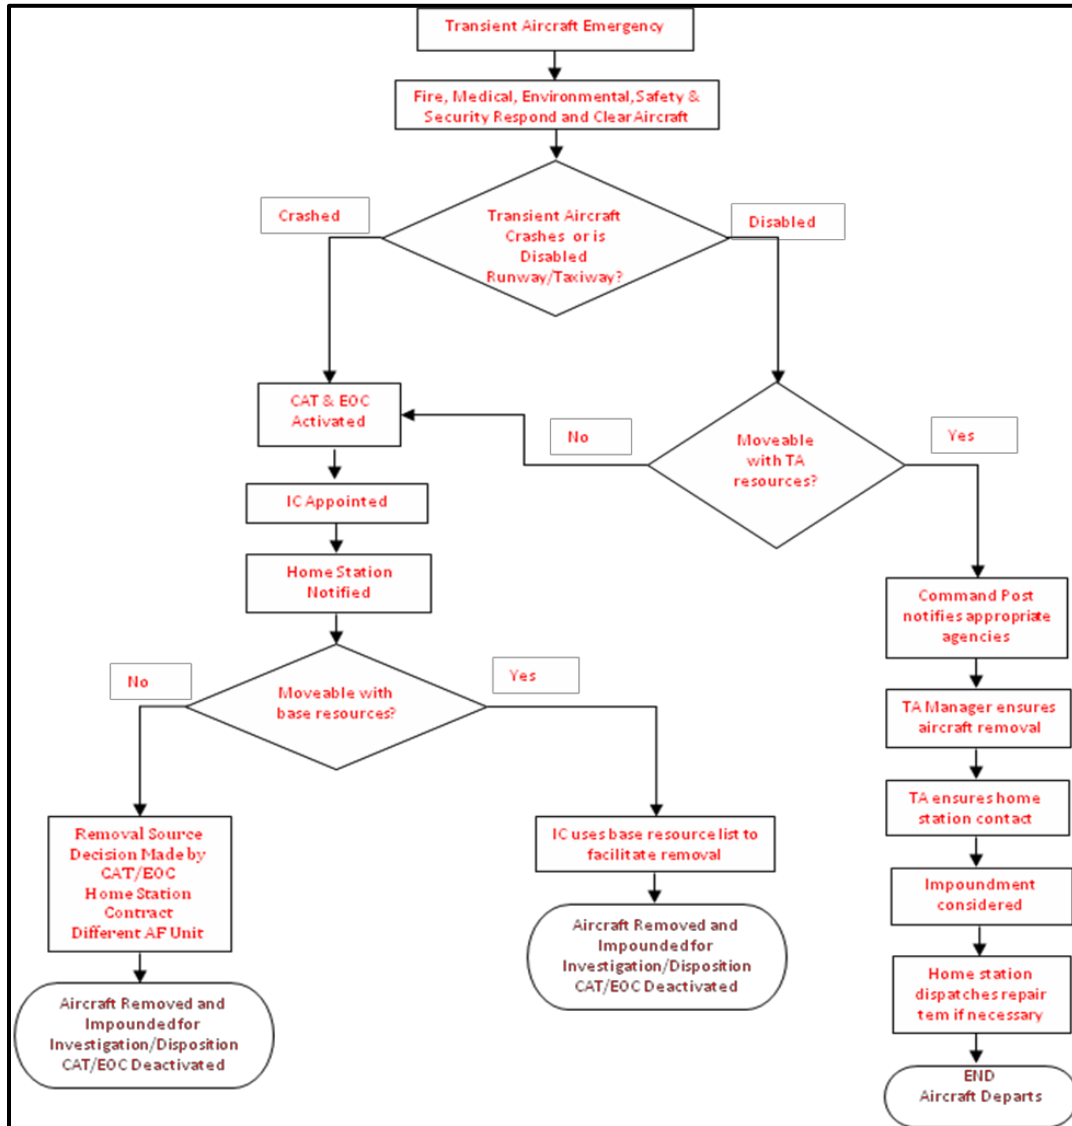 Transient Aircraft Emergency
Fire, Medical, Environmental, Safety &
Security Respond and Clear Aircraft
Crashed
Transient Aircraft
Crashes or is
Disabled
Runway/Taxiway?
Disabled
CAT & EOC
Activated
No
Moveable
with TA
resources?
Yes
IC Appointed
Home Station
Notified
Command Post
notifies appropriate
agencies
No
Moveable with
base resources?
Yes
TA Manager ensures
aircraft removal
TA ensures home
station contact
Removal Source
Decision Made by
CAT/EOC
Home Station
Contract
Different AF Unit
IC uses base resource list to
facilitate removal
Impoundment
considered
Aircraft Removed and
Impounded for
Investigation/Disposition
CAT/EOC Deactivated
Home station
dispatches repair
tem if necessary
Aircraft Removed and
Impounded for
Investigation/Disposition
CAT/EOC Deactivated
END
Aircraft Departs